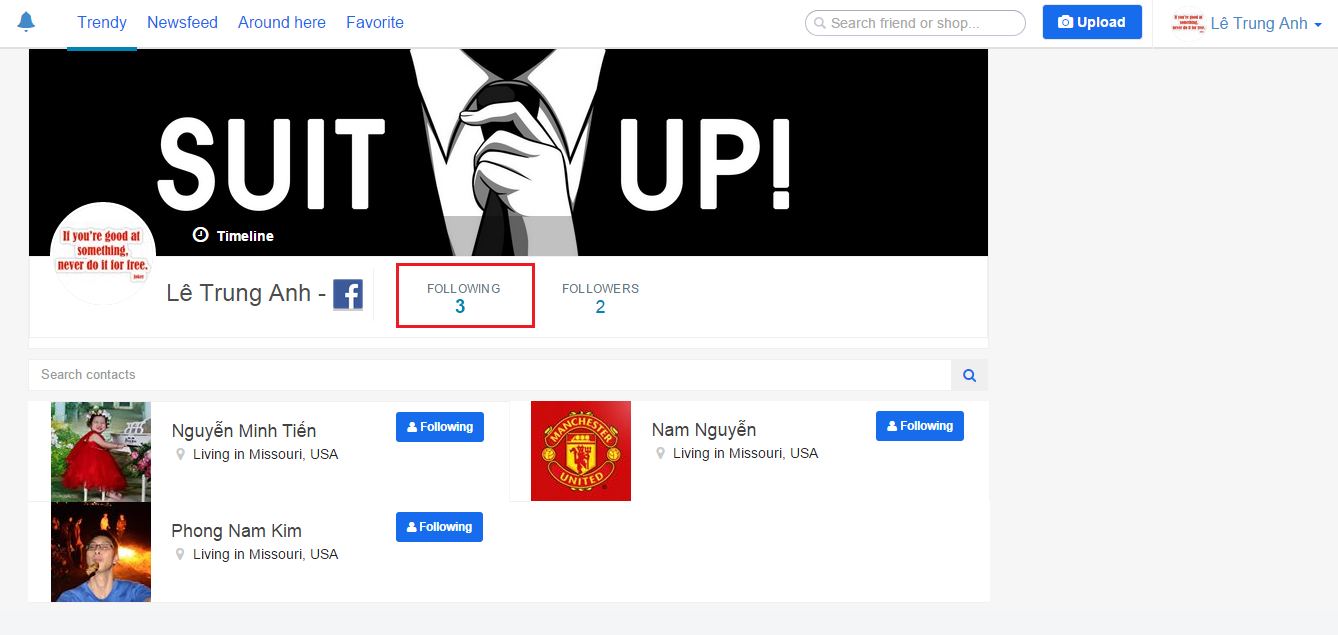 Trendy Newsfeed Around here Favorite Search friend or shop... Upload Lê Trung Anh
SUIT UP!
If you're good at
something,
never do it for free.
Timeline
Lê Trung Anh -
FOLLOWING FOLLOWERS
3 2
Search contacts
Nguyễn Minh Tiến Following
Living in Missouri, USA
MANCHESTER
UNITED
Nam Nguyễn Following
Living in Missouri, USA
Phong Nam Kim Following
Living in Missouri, USA